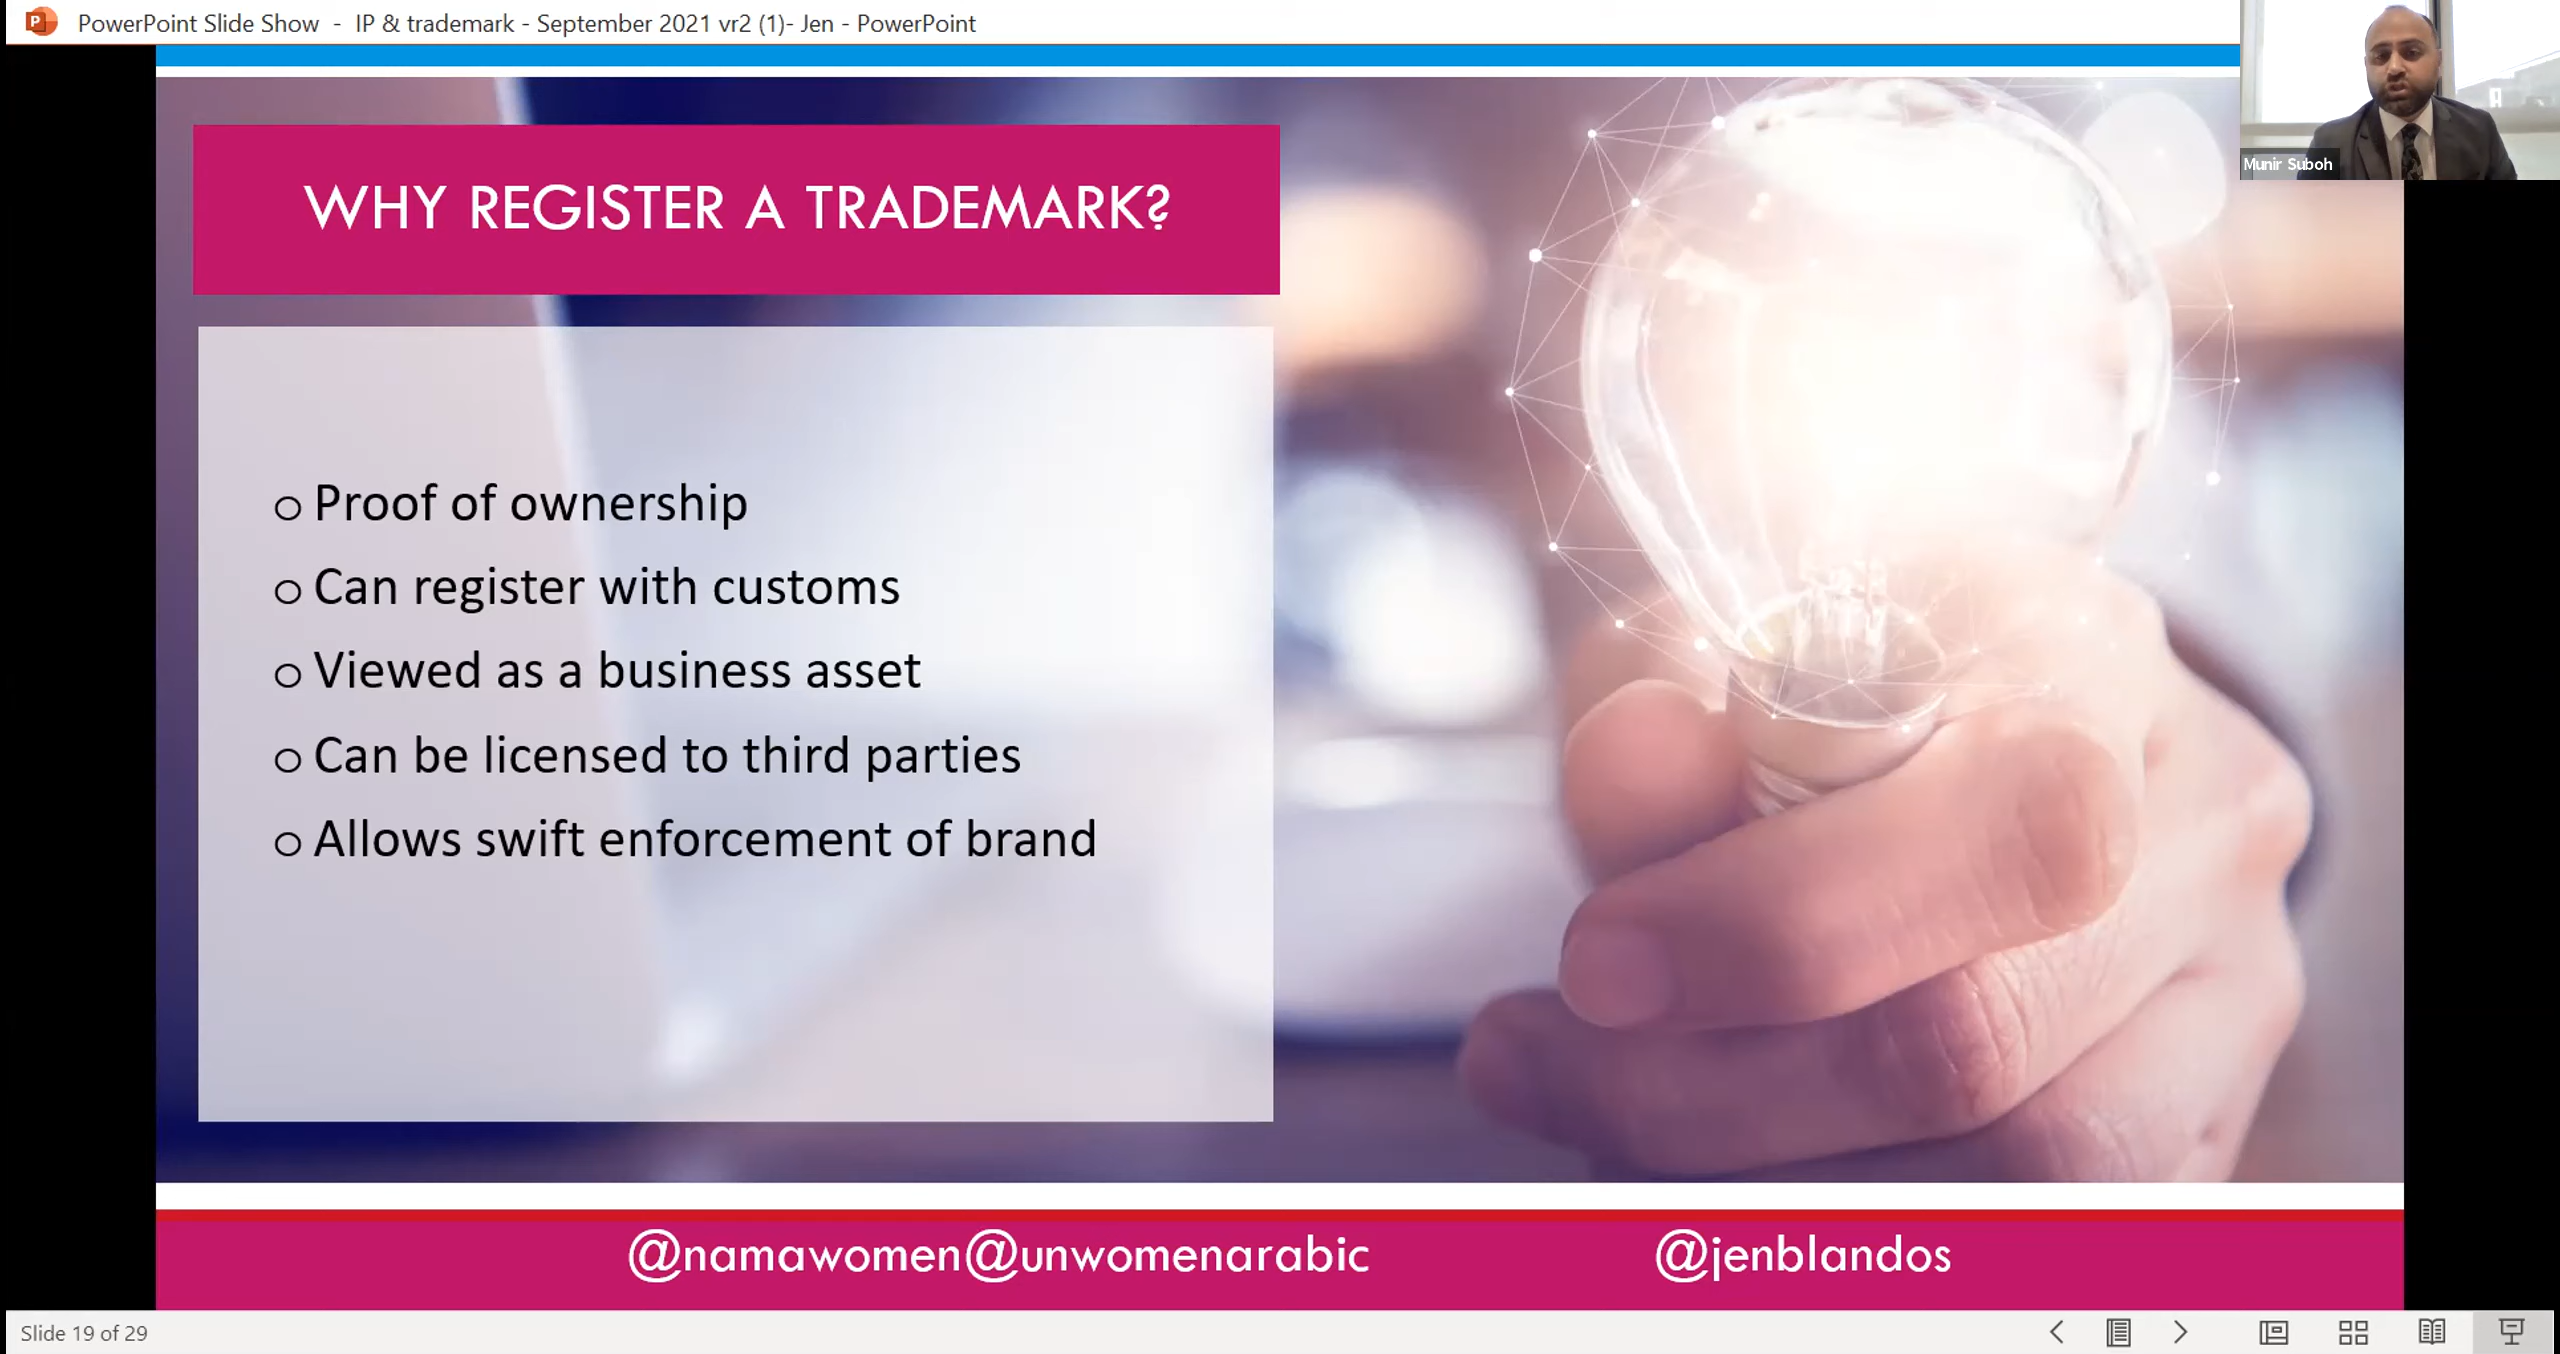 PowerPoint Slide Show - IP & trademark - September 2021 vr2 (1)- Jen - PowerPoint
Munir Suboh
WHY REGISTER A TRADEMARK?
Proof of ownership
Can register with customs
Viewed as a business asset
Can be licensed to third parties
Allows swift enforcement of brand
@namawomen@unwomenarabic @jenblandos
Slide 19 of 29